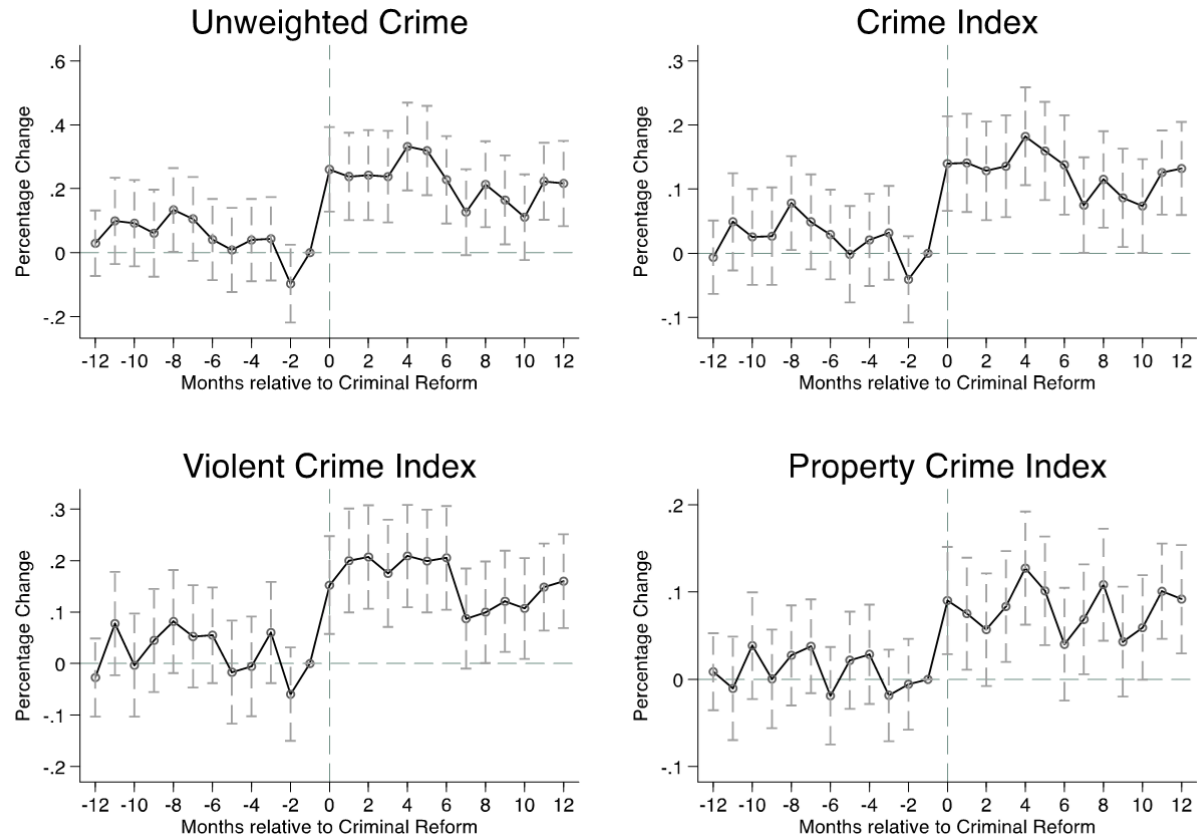 Unweighted Crime
.6
.4
.2
0
-.2
Percentage Change
-12 -10 -8 -6 -4 -2 0 2 4 6 8 10 12
Months relative to Criminal Reform
Crime Index
.3
.2
.1
0
-.1
Percentage Change
-12 -10 -8 -6 -4 -2 0 2 4 6 8 10 12
Months relative to Criminal Reform
Violent Crime Index
.3
.2
.1
0
-.1
-.2
Percentage Change
-12 -10 -8 -6 -4 -2 0 2 4 6 8 10 12
Months relative to Criminal Reform
Property Crime Index
.2
.1
0
-.1
Percentage Change
-12 -10 -8 -6 -4 -2 0 2 4 6 8 10 12
Months relative to Criminal Reform